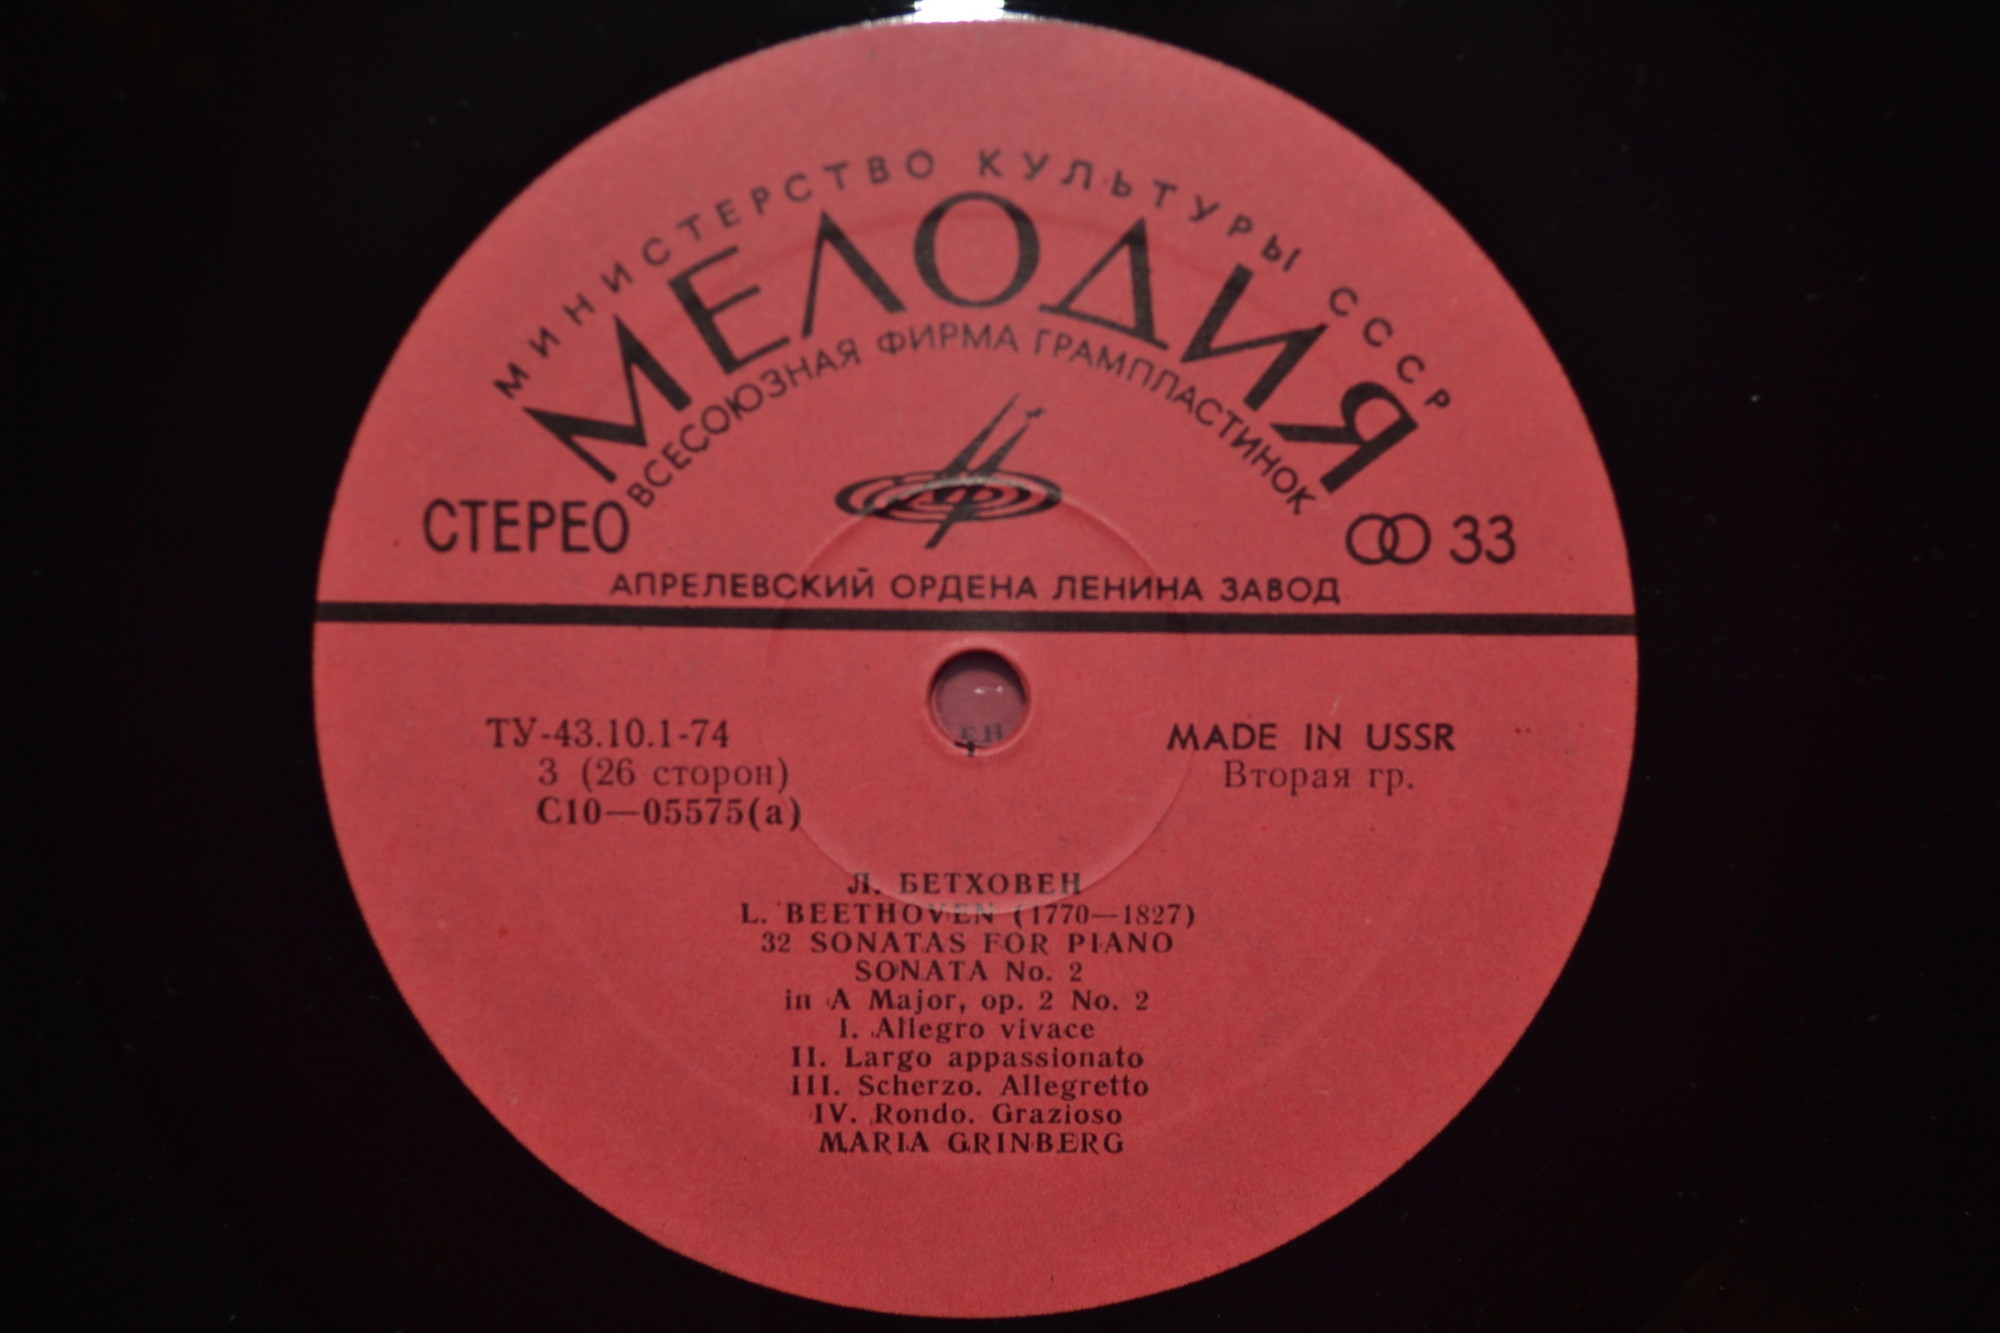 МИНИСТЕРСТВО КУЛЬТУРЫ СССР
МЕЛОДИЯ
ВСЕСОЮЗНАЯ ФИРМА ГРАМПЛАСТИНОК
СТЕРЕО
33
АПРЕЛЕВСКИЙ ОРДЕНА ЛЕНИНА ЗАВОД
ТУ-43.10.1-74
3 (26 сторон)
С10—05575(а)
MADE IN USSR
Вторая гр.
Л. БЕТХОВЕН
L. BEETHOVEN (1770—1827)
32 SONATAS FOR PIANO
SONATA No. 2
in A Major, op. 2 No. 2
I. Allegro vivace
II. Largo appassionato
III. Scherzo. Allegretto
IV. Rondo. Grazioso
MARIA GRINBERG